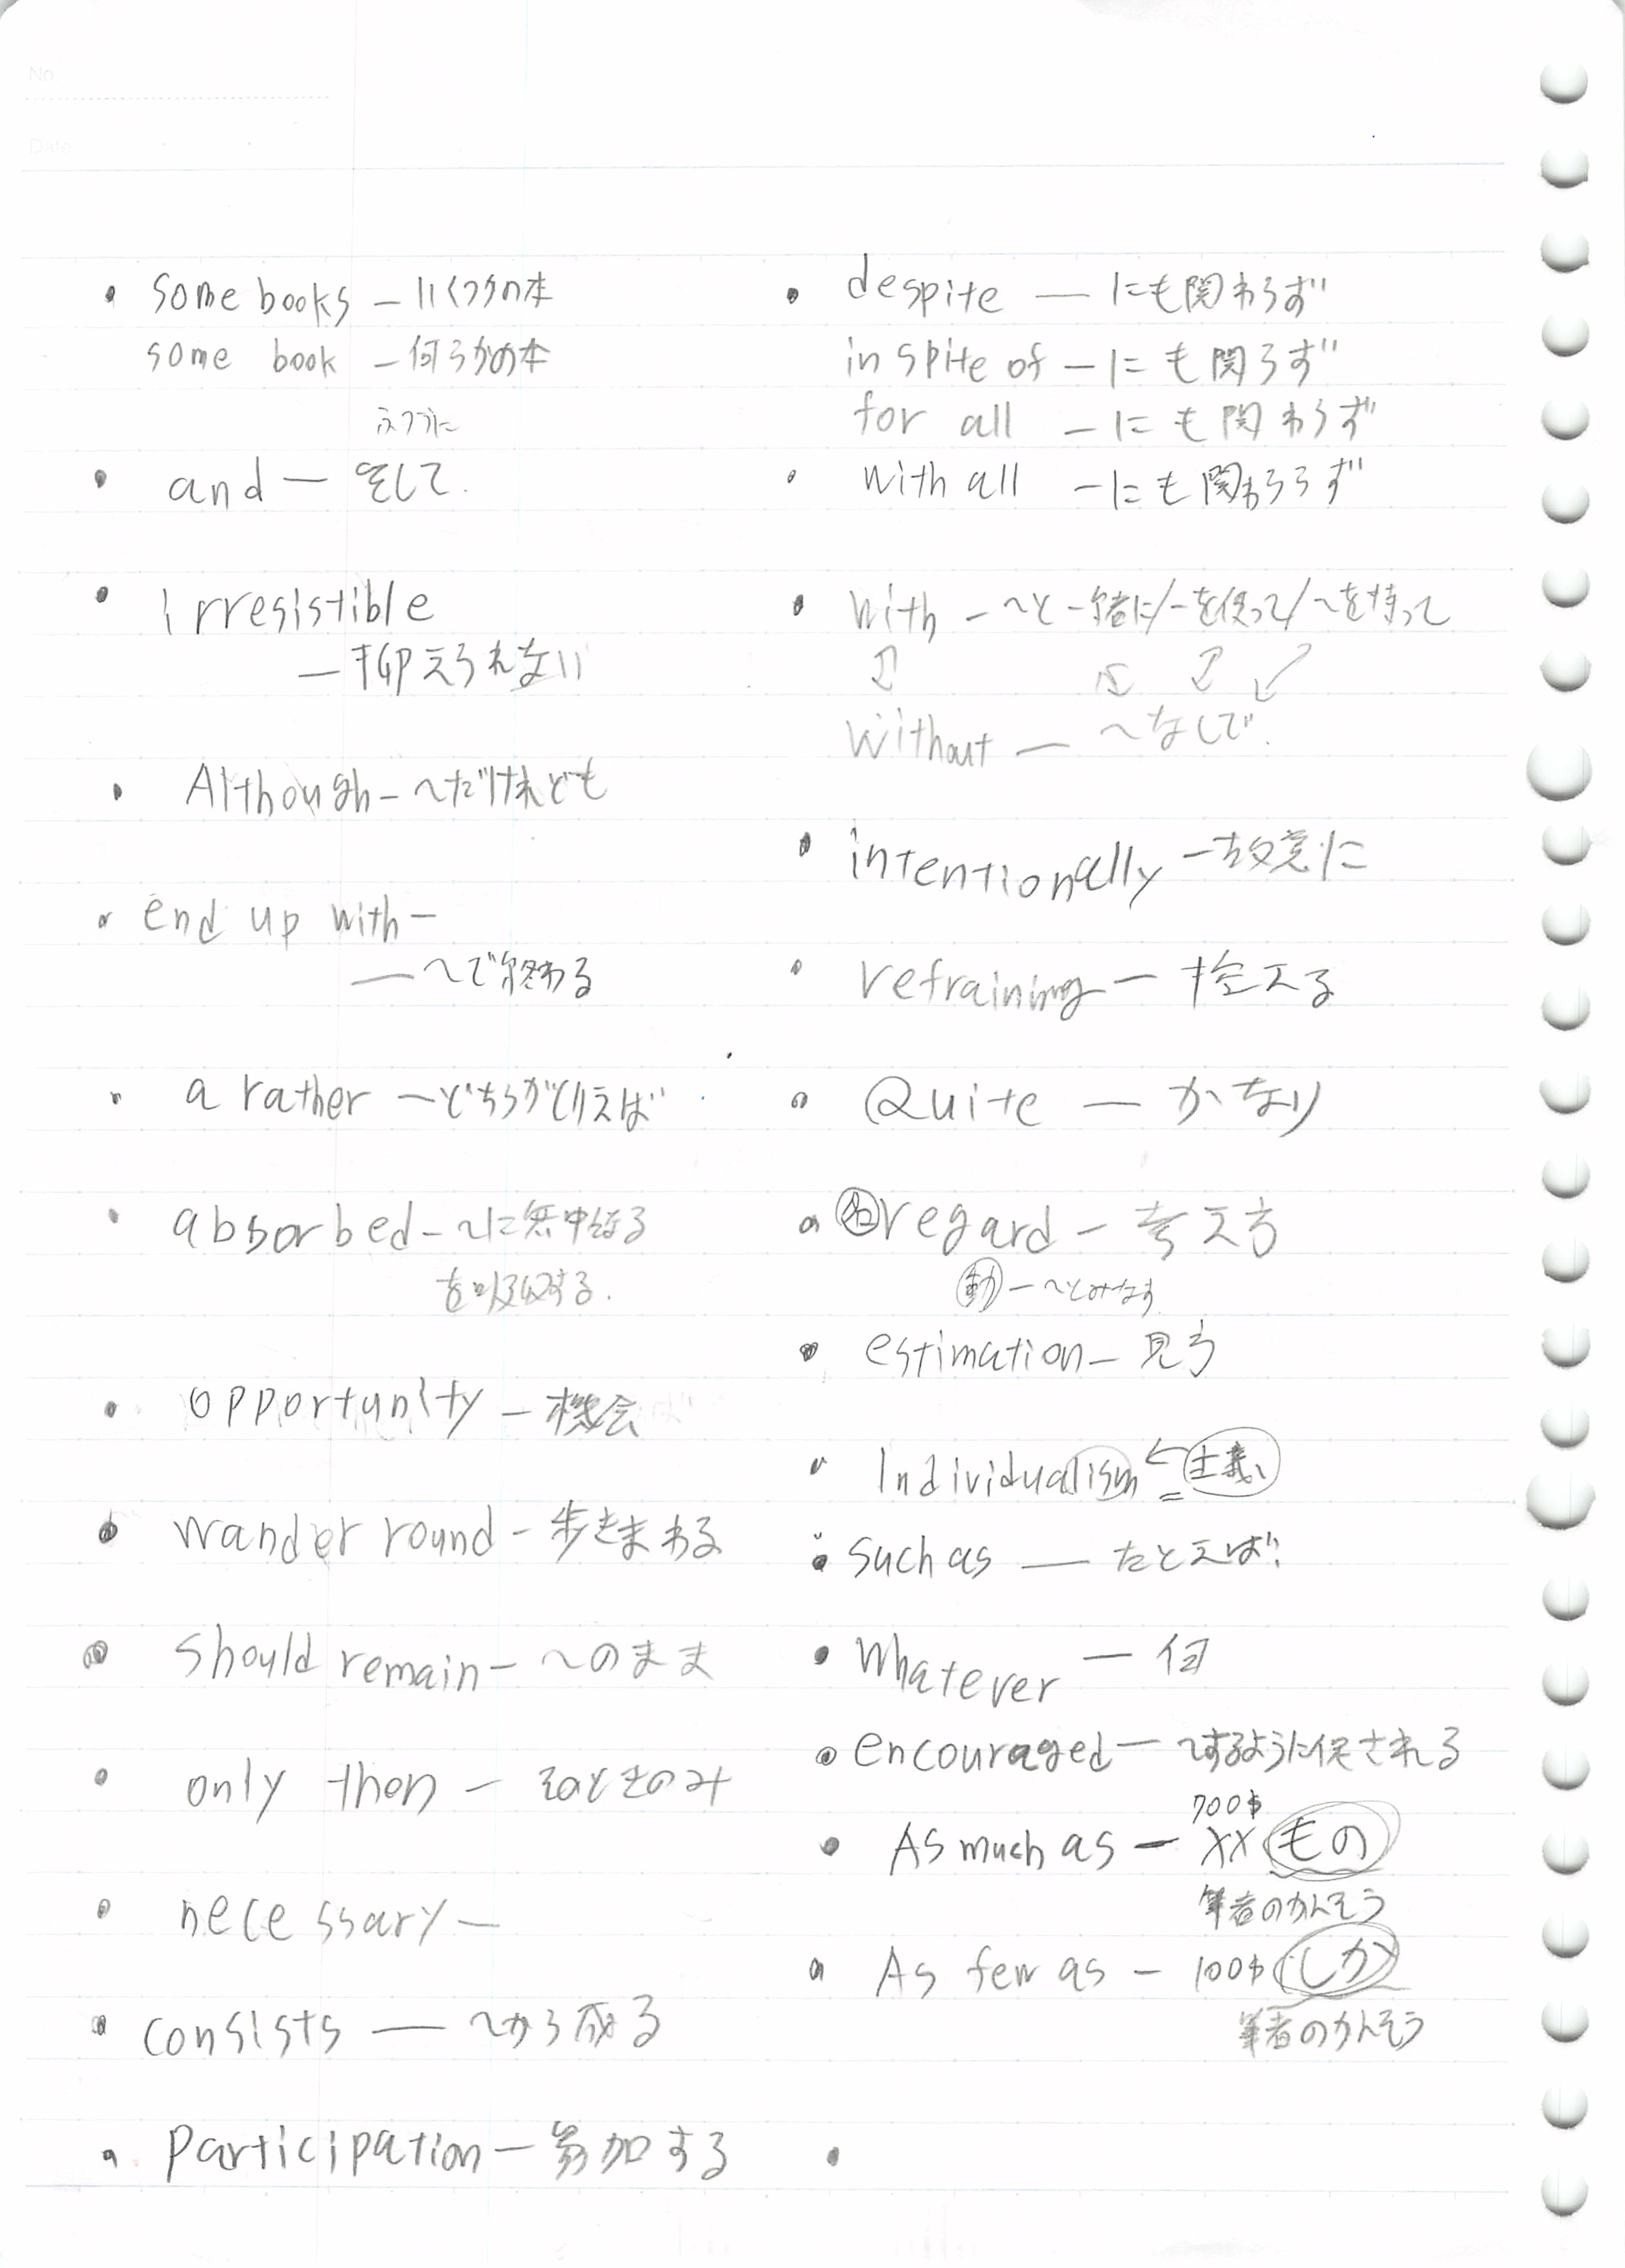 No
Date
• some books – いくつかの本
some book – 何らかの本
ふつうに
• and – そして.
• irresistible
– 抑えられない
• Although – 〜だけれども
• end up with –
– 〜で終わる
• a rather – どちらかといえば
• absorbed – 〜に無中になる
を吸収する.
• opportunity – 機会
• wander round – 歩きまわる
• should remain – 〜のまま
• only then – そのときのみ
• necessary –
• consists – 〜から成る
• participation – 参加する
• despite – にも関わらず
in spite of – にも関らず
for all – にも関わらず
• with all – にも関わらず
• with – 〜と一緒に/〜を使って/〜を持って
↕ ↘ ↕ ↙
without – 〜なしで.
• intentionally – 故意に
• refraining – 控える
• Quite – かなり
• 名 regard – 考え方
動 – 〜とみなす
• estimation – 見方
• Individualism ← 主義
• such as – たとえば
• Whatever – 何
• encouraged – 〜するように促される
700$
• As much as – XX もの
筆者のかんそう
• As few as – 100$ しか
筆者のかんそう
•